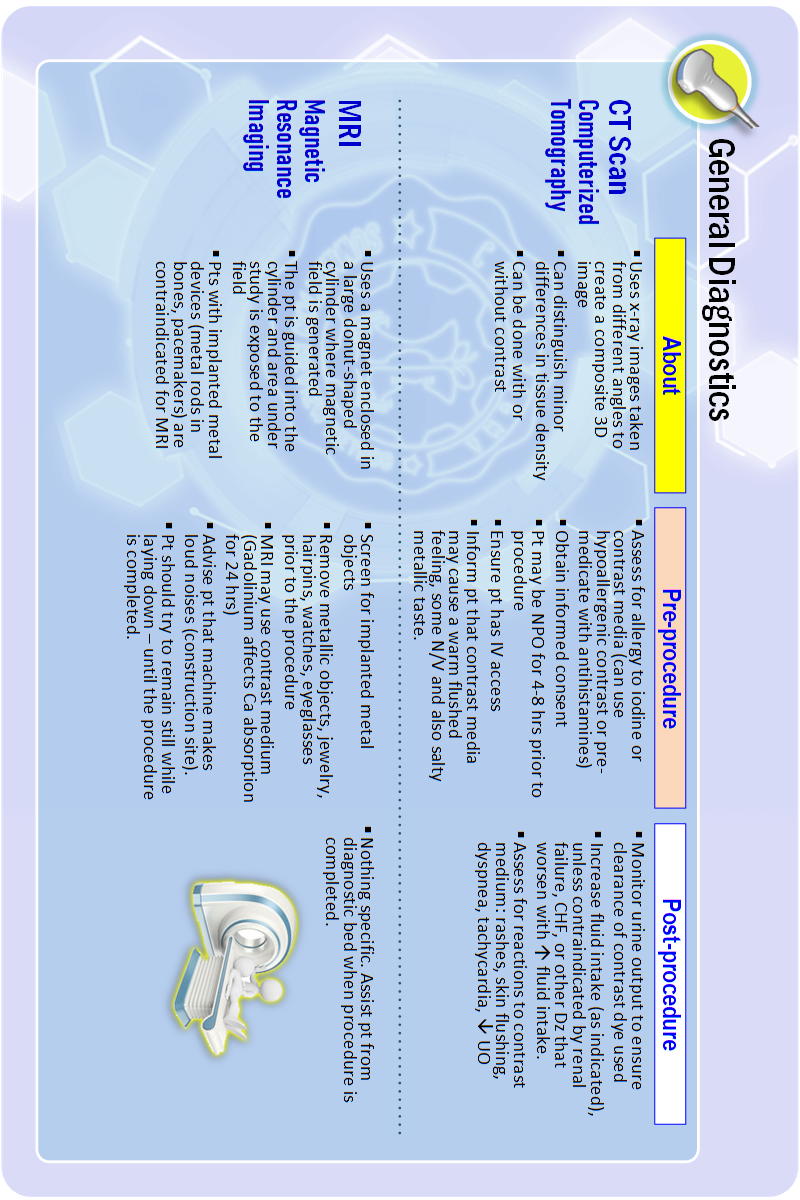 General Diagnostics
About
Pre-procedure
Post-procedure
CT Scan
Computerized
Tomography
▪ Uses x-ray images taken
from different angles to
create a composite 3D
image
▪ Can distinguish minor
differences in tissue density
▪ Can be done with or
without contrast
▪ Assess for allergy to iodine or
contrast media (can use
hypoallergenic contrast or pre-
medicate with antihistamines)
▪ Obtain informed consent
▪ Pt may be NPO for 4-8 hrs prior to
procedure
▪ Ensure pt has IV access
▪ Inform pt that contrast media
may cause a warm flushed
feeling, some N/V and also salty
metallic taste.
▪ Monitor urine output to ensure
clearance of contrast dye used
▪ Increase fluid intake (as indicated),
unless contraindicated by renal
failure, CHF, or other Dz that
worsen with ↑ fluid intake.
▪ Assess for reactions to contrast
medium: rashes, skin flushing,
dyspnea, tachycardia, ↓ UO
MRI
Magnetic
Resonance
Imaging
▪ Uses a magnet enclosed in
a large donut-shaped
cylinder where magnetic
field is generated
▪ The pt is guided into the
cylinder and area under
study is exposed to the
field
▪ Pts with implanted metal
devices (metal rods in
bones, pacemakers) are
contraindicated for MRI
▪ Screen for implanted metal
objects
▪ Remove metallic objects, jewelry,
hairpins, watches, eyeglasses
prior to the procedure
▪ MRI may use contrast medium
(Gadolinium affects Ca absorption
for 24 hrs)
▪ Advise pt that machine makes
loud noises (construction site).
▪ Pt should try to remain still while
laying down – until the procedure
is completed.
▪ Nothing specific. Assist pt from
diagnostic bed when procedure is
completed.